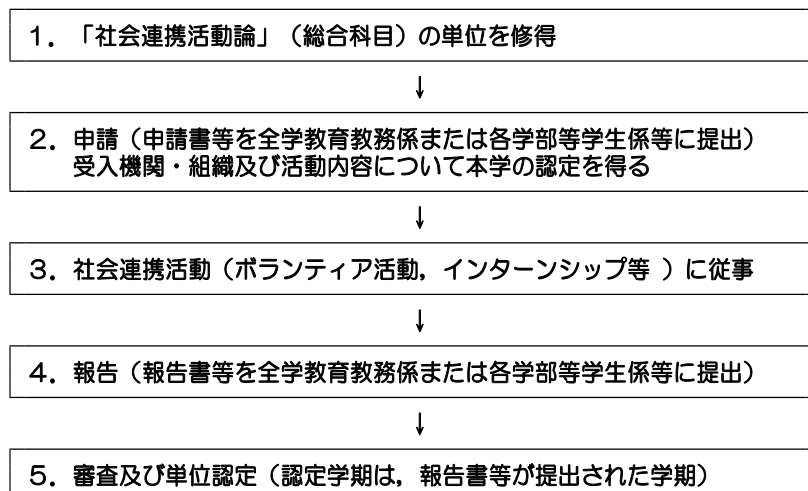 1．「社会連携活動論」（総合科目）の単位を修得
↓
2．申請（申請書等を全学教育教務係または各学部等学生係等に提出）
受入機関・組織及び活動内容について本学の認定を得る
↓
3．社会連携活動（ボランティア活動，インターンシップ等 ）に従事
↓
4．報告（報告書等を全学教育教務係または各学部等学生係等に提出）
↓
5．審査及び単位認定（認定学期は，報告書等が提出された学期）